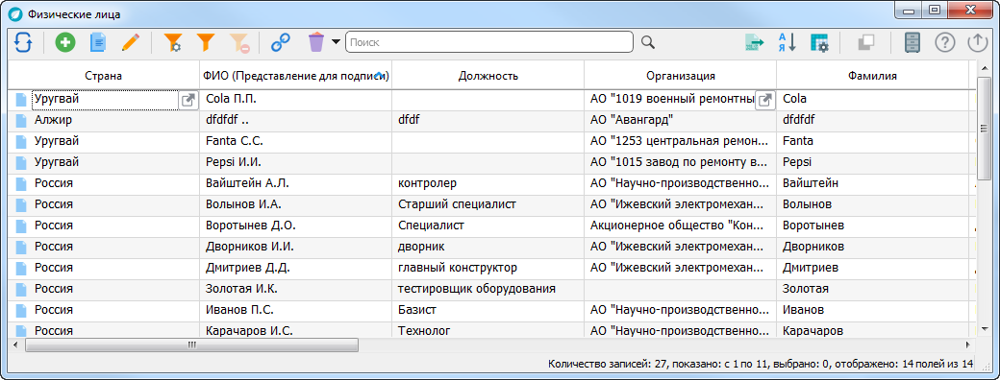 Физические лица
Поиск
Страна ФИО (Представление для подписи) Должность Организация Фамилия
Уругвай Cola П.П. АО "1019 военный ремонтны Cola
Алжир dfdfdf .. dfdf АО "Авангард" dfdfdf
Уругвай Fanta С.С. АО "1253 центральная ремон... Fanta
Уругвай Pepsi И.И. АО "1015 завод по ремонту в... Pepsi
Россия Вайштейн А.Л. контролер АО "Научно-производственно... Вайштейн
Россия Волынов И.А. Старший специалист АО "Ижевский электромехан... Волынов
Россия Воротынев Д.О. Специалист Акционерное общество "Кон... Воротынев
Россия Дворников И.И. дворник АО "Ижевский электромехан... Дворников
Россия Дмитриев Д.Д. главный конструктор АО "Ижевский электромехан... Дмитриев
Россия Золотая И.К. тестировщик оборудования Золотая
Россия Иванов П.С. Базист АО "Научно-производственно... Иванов
Россия Карачаров И.С. Технолог АО "Научно-производственно... Карачаров
Количество записей: 27, показано: с 1 по 11, выбрано: 0, отображено: 14 полей из 14